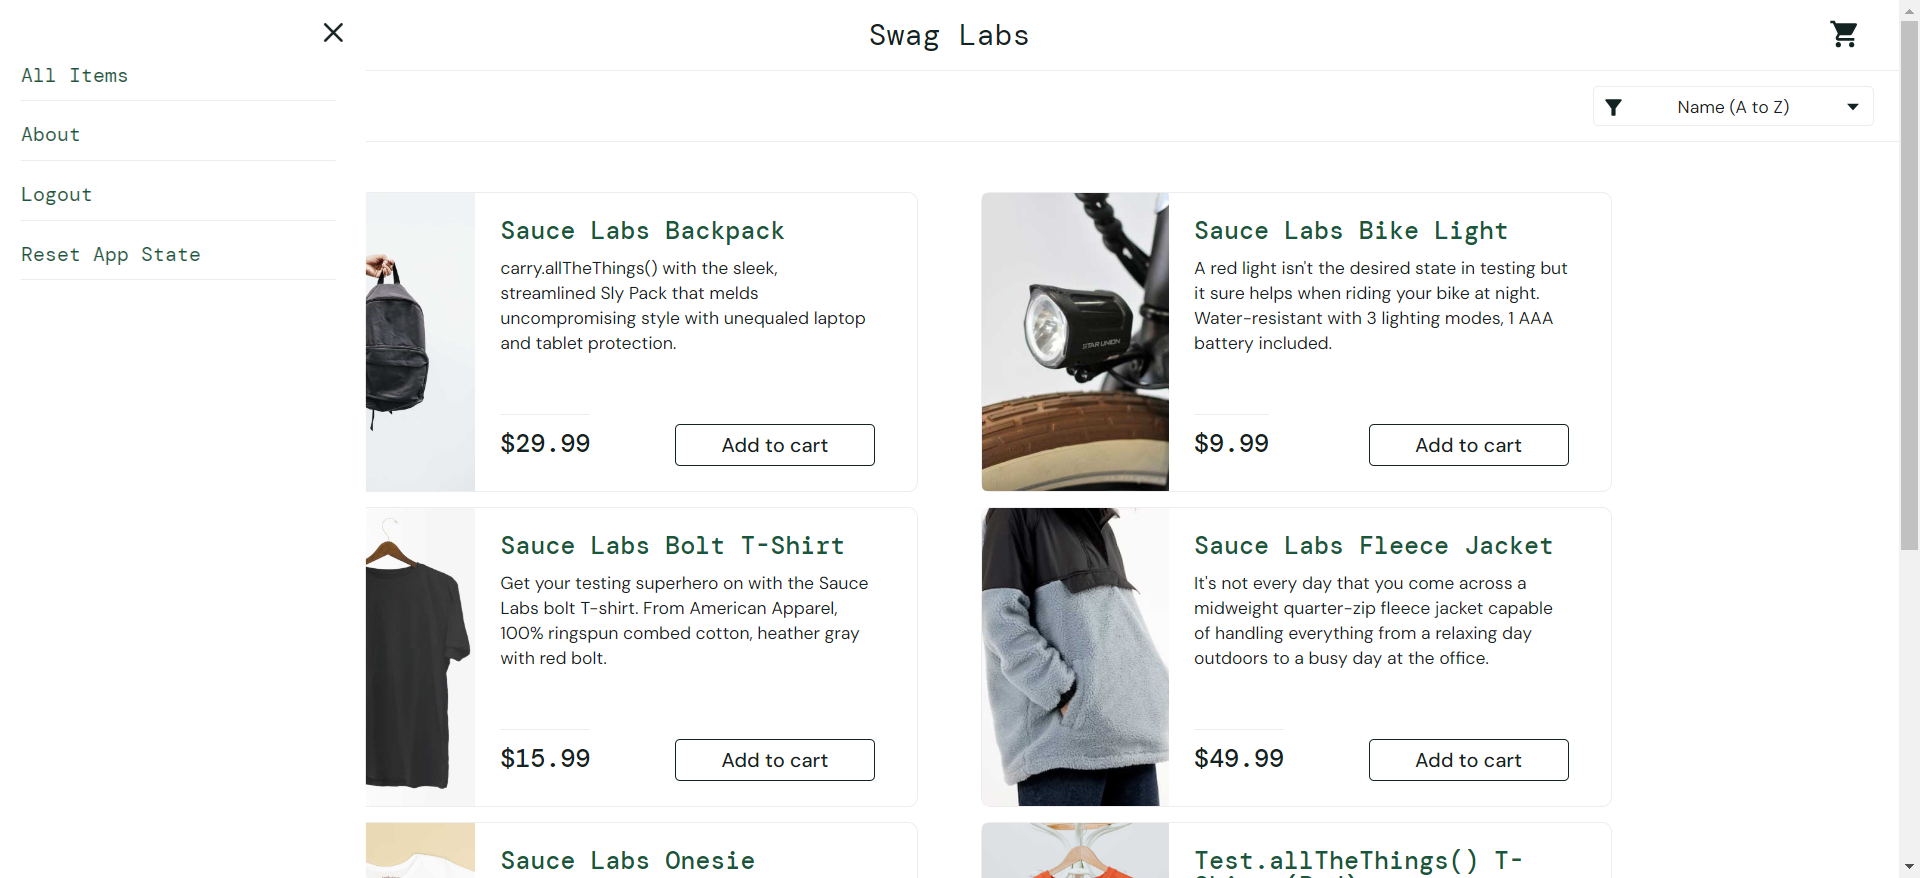 Swag Labs
All Items
About
Logout
Reset App State
Name (A to Z)
Sauce Labs Backpack
carry.allTheThings() with the sleek,
streamlined Sly Pack that melds
uncompromising style with unequaled laptop
and tablet protection.
$29.99
Add to cart
Sauce Labs Bike Light
A red light isn't the desired state in testing but
it sure helps when riding your bike at night.
Water-resistant with 3 lighting modes, 1 AAA
battery included.
$9.99
Add to cart
STAR UNION
Sauce Labs Bolt T-Shirt
Get your testing superhero on with the Sauce
Labs bolt T-shirt. From American Apparel,
100% ringspun combed cotton, heather gray
with red bolt.
$15.99
Add to cart
Sauce Labs Fleece Jacket
It's not every day that you come across a
midweight quarter-zip fleece jacket capable
of handling everything from a relaxing day
outdoors to a busy day at the office.
$49.99
Add to cart
Sauce Labs Onesie
Test.allTheThings() T-